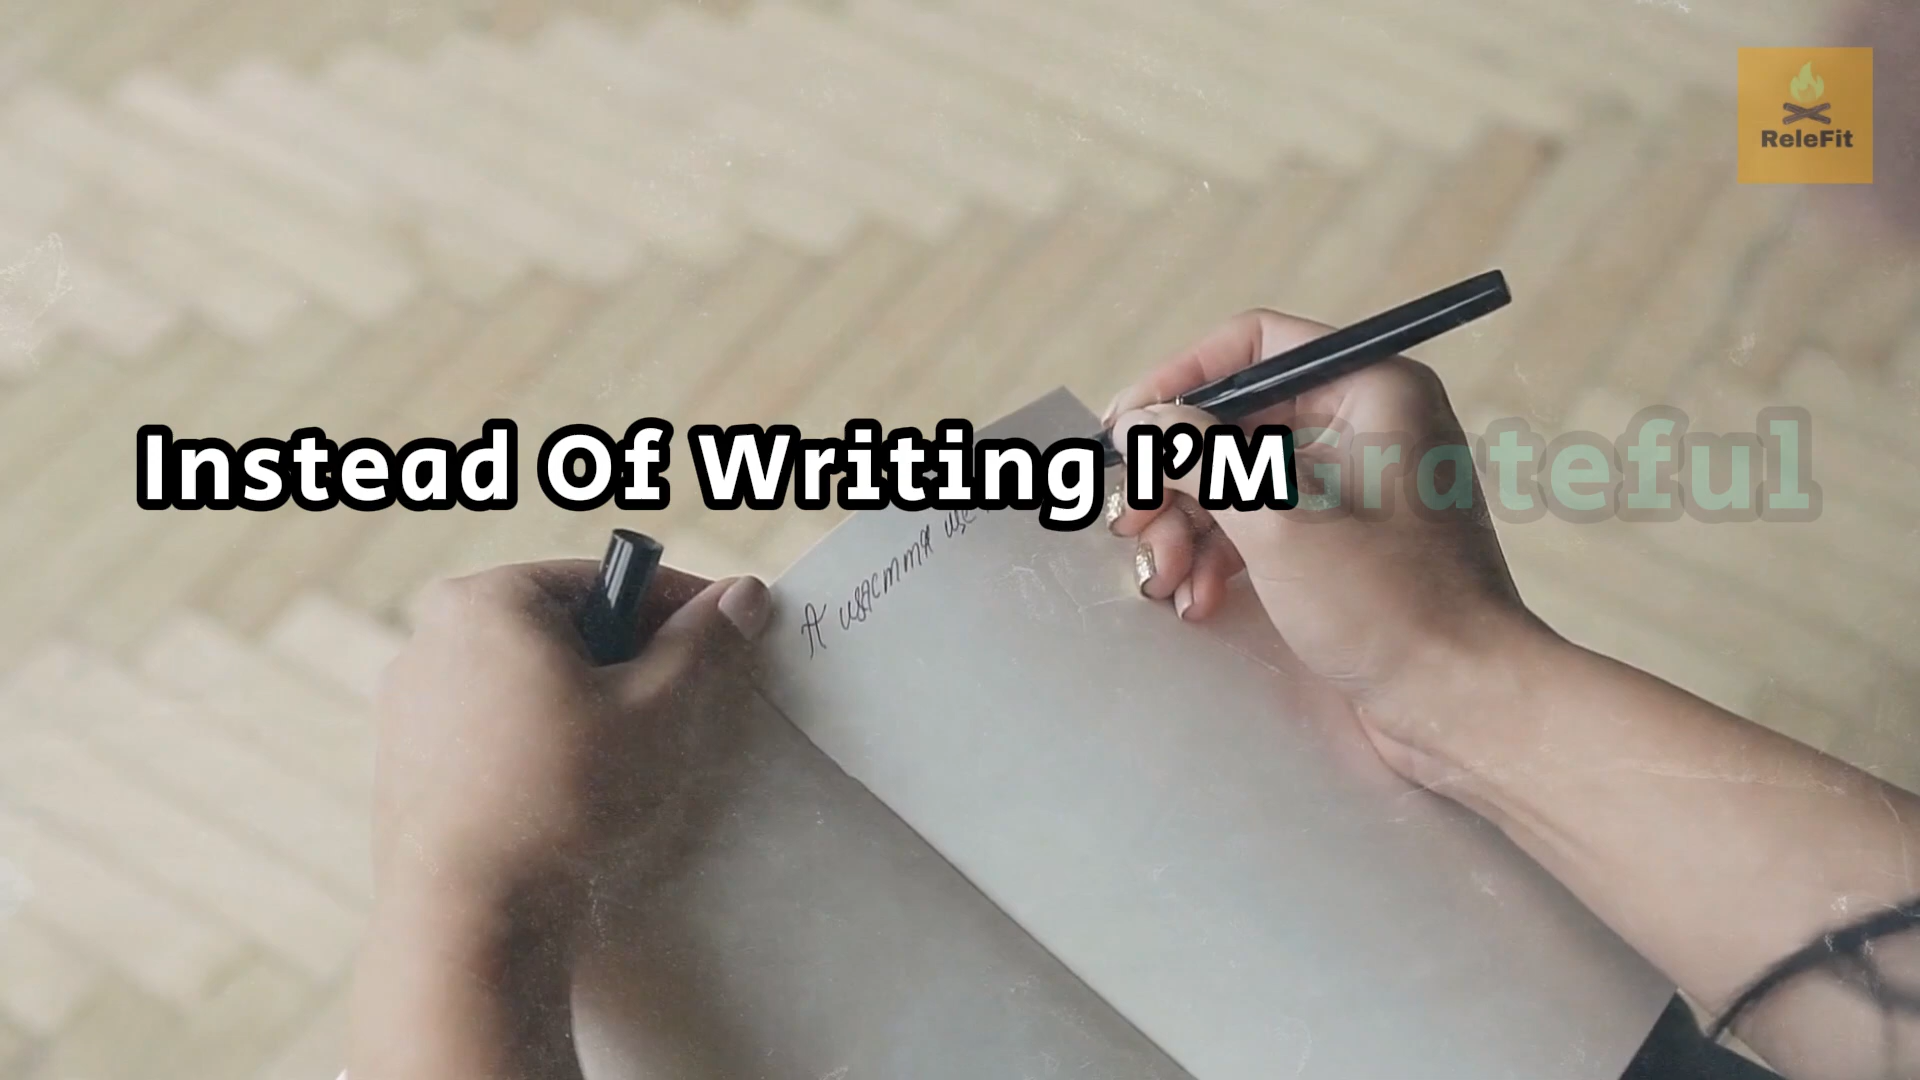 ReleFit
Instead Of Writing I’M Grateful